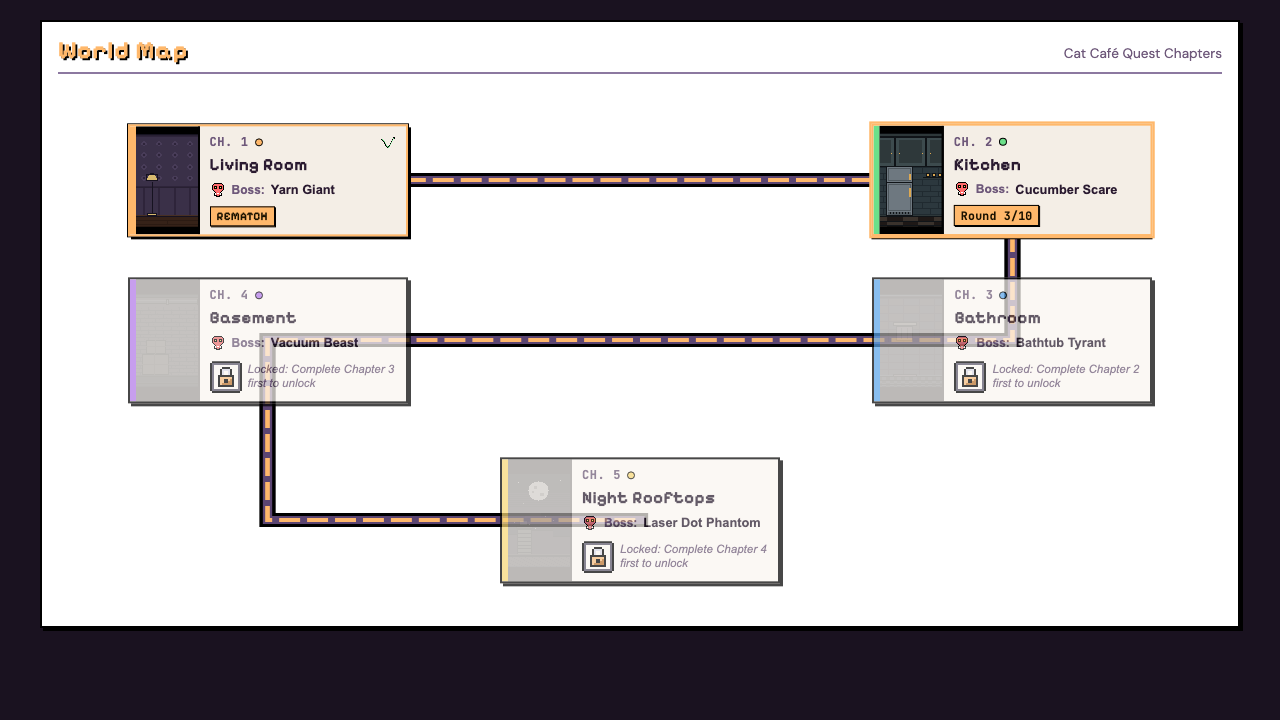 World Map
Cat Café Quest Chapters
CH. 1
Living Room
Boss: Yarn Giant
REMATCH
CH. 2
Kitchen
Boss: Cucumber Scare
Round 3/10
CH. 4
Basement
Boss: Vacuum Beast
Locked: Complete Chapter 3
first to unlock
CH. 3
Bathroom
Boss: Bathtub Tyrant
Locked: Complete Chapter 2
first to unlock
CH. 5
Night Rooftops
Boss: Laser Dot Phantom
Locked: Complete Chapter 4
first to unlock